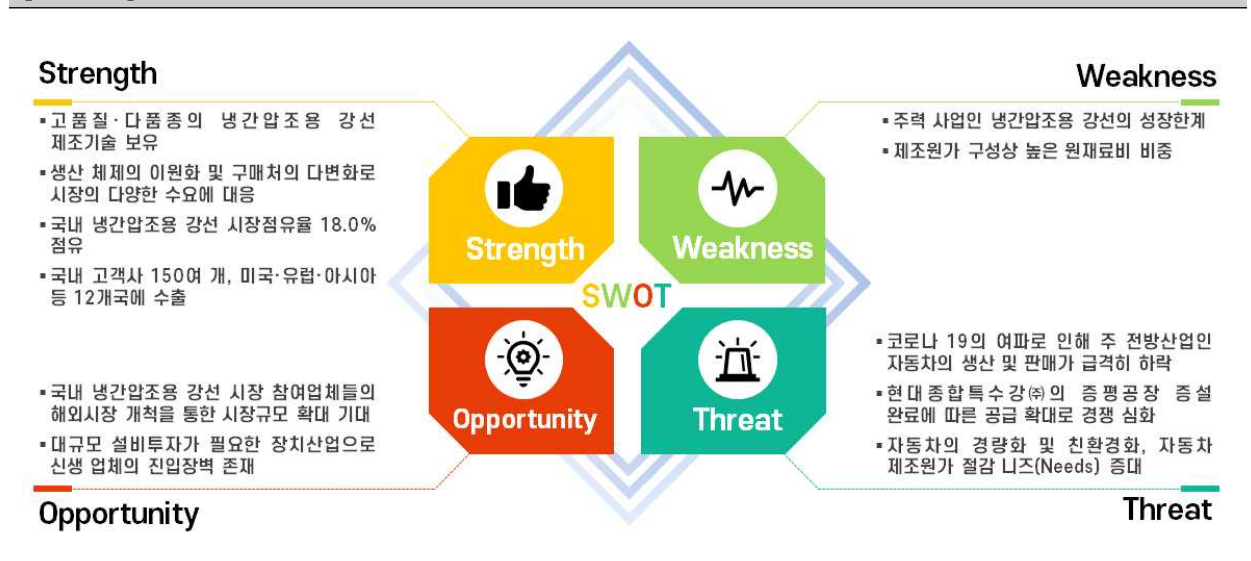 Strength
▪고품질·다품종의 냉간압조용 강선
제조기술 보유
▪생산 체제의 이원화 및 구매처의 다변화로
시장의 다양한 수요에 대응
▪국내 냉간압조용 강선 시장점유율 18.0%
점유
▪국내 고객사 150여 개, 미국·유럽·아시아
등 12개국에 수출
Weakness
▪주력 사업인 냉간압조용 강선의 성장한계
▪제조원가 구성상 높은 원재료비 비중
Strength
Weakness
SWOT
Opportunity
Threat
▪국내 냉간압조용 강선 시장 참여업체들의
해외시장 개척을 통한 시장규모 확대 기대
▪대규모 설비투자가 필요한 장치산업으로
신생 업체의 진입장벽 존재
Opportunity
▪코로나 19의 여파로 인해 주 전방산업인
자동차의 생산 및 판매가 급격히 하락
▪현대종합특수강㈜의 증평공장 증설
완료에 따른 공급 확대로 경쟁 심화
▪자동차의 경량화 및 친환경화, 자동차
제조원가 절감 니즈(Needs) 증대
Threat